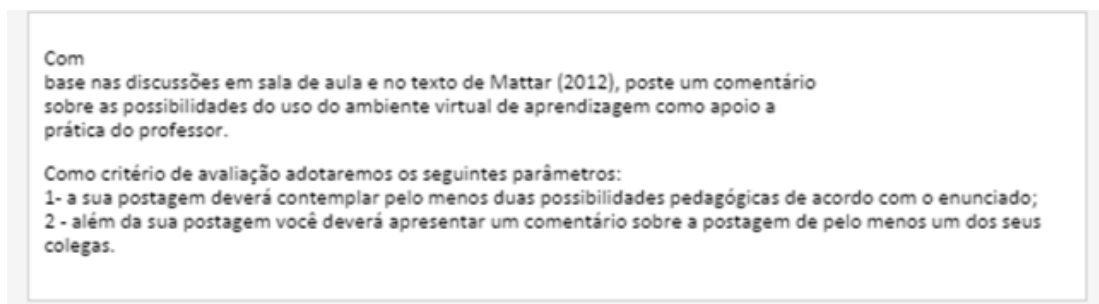 Com
base nas discussões em sala de aula e no texto de Mattar (2012), poste um comentário
sobre as possibilidades do uso do ambiente virtual de aprendizagem como apoio a
prática do professor.
Como critério de avaliação adotaremos os seguintes parâmetros:
1- a sua postagem deverá contemplar pelo menos duas possibilidades pedagógicas de acordo com o enunciado;
2 - além da sua postagem você deverá apresentar um comentário sobre a postagem de pelo menos um dos seus
colegas.